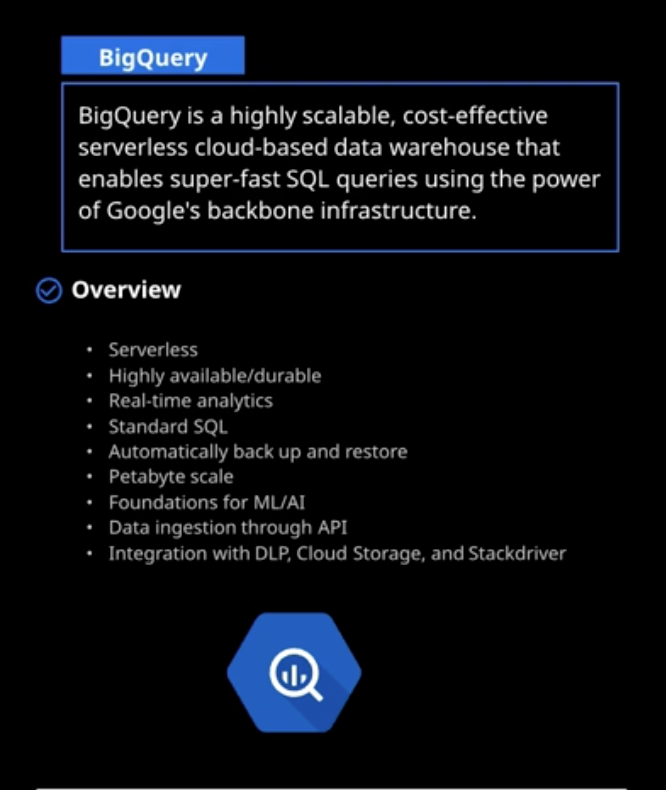 BigQuery
BigQuery is a highly scalable, cost-effective
serverless cloud-based data warehouse that
enables super-fast SQL queries using the power
of Google's backbone infrastructure.
Overview
• Serverless
• Highly available/durable
• Real-time analytics
• Standard SQL
• Automatically back up and restore
• Petabyte scale
• Foundations for ML/AI
• Data ingestion through API
• Integration with DLP, Cloud Storage, and Stackdriver